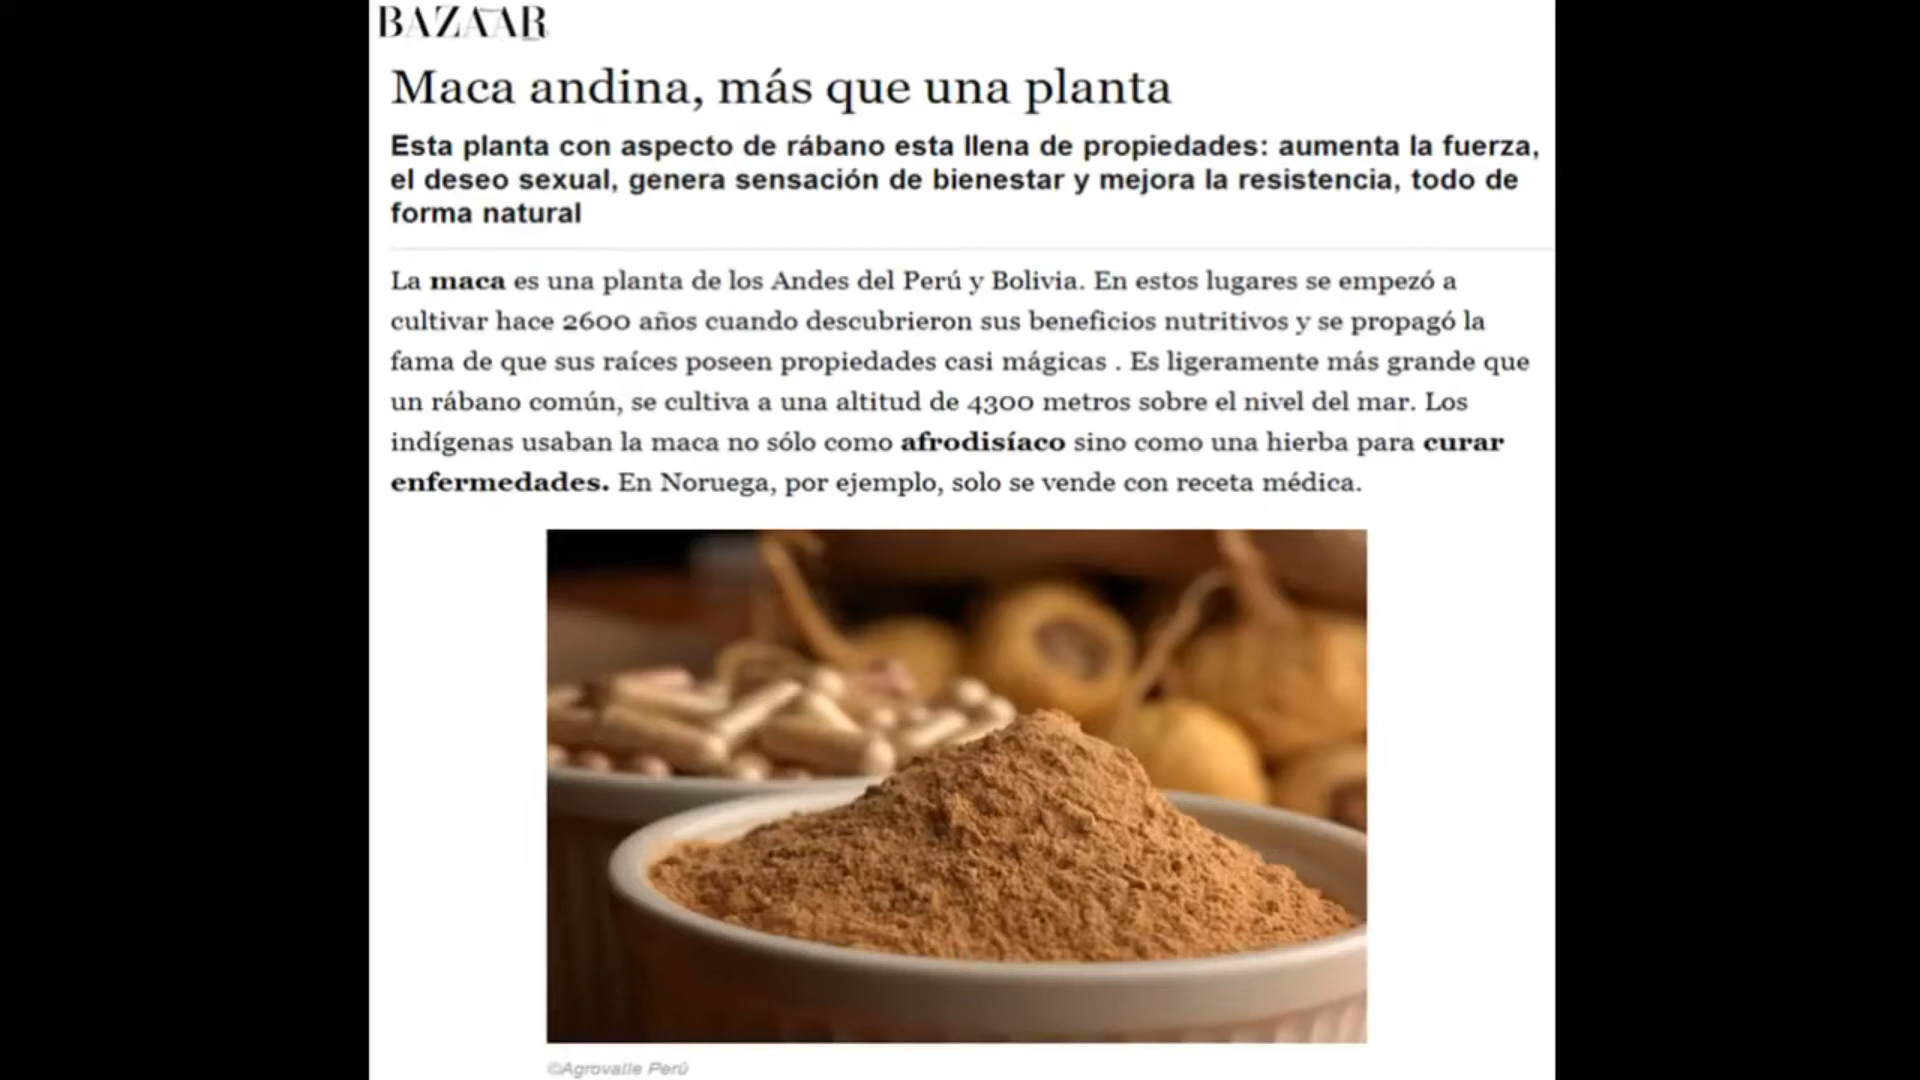 BAZAAR
Maca andina, más que una planta
Esta planta con aspecto de rábano esta llena de propiedades: aumenta la fuerza,
el deseo sexual, genera sensación de bienestar y mejora la resistencia, todo de
forma natural
La maca es una planta de los Andes del Perú y Bolivia. En estos lugares se empezó a
cultivar hace 2600 años cuando descubrieron sus beneficios nutritivos y se propagó la
fama de que sus raíces poseen propiedades casi mágicas . Es ligeramente más grande que
un rábano común, se cultiva a una altitud de 4300 metros sobre el nivel del mar. Los
indígenas usaban la maca no sólo como afrodisíaco sino como una hierba para curar
enfermedades. En Noruega, por ejemplo, solo se vende con receta médica.
©Agrovalle Perú